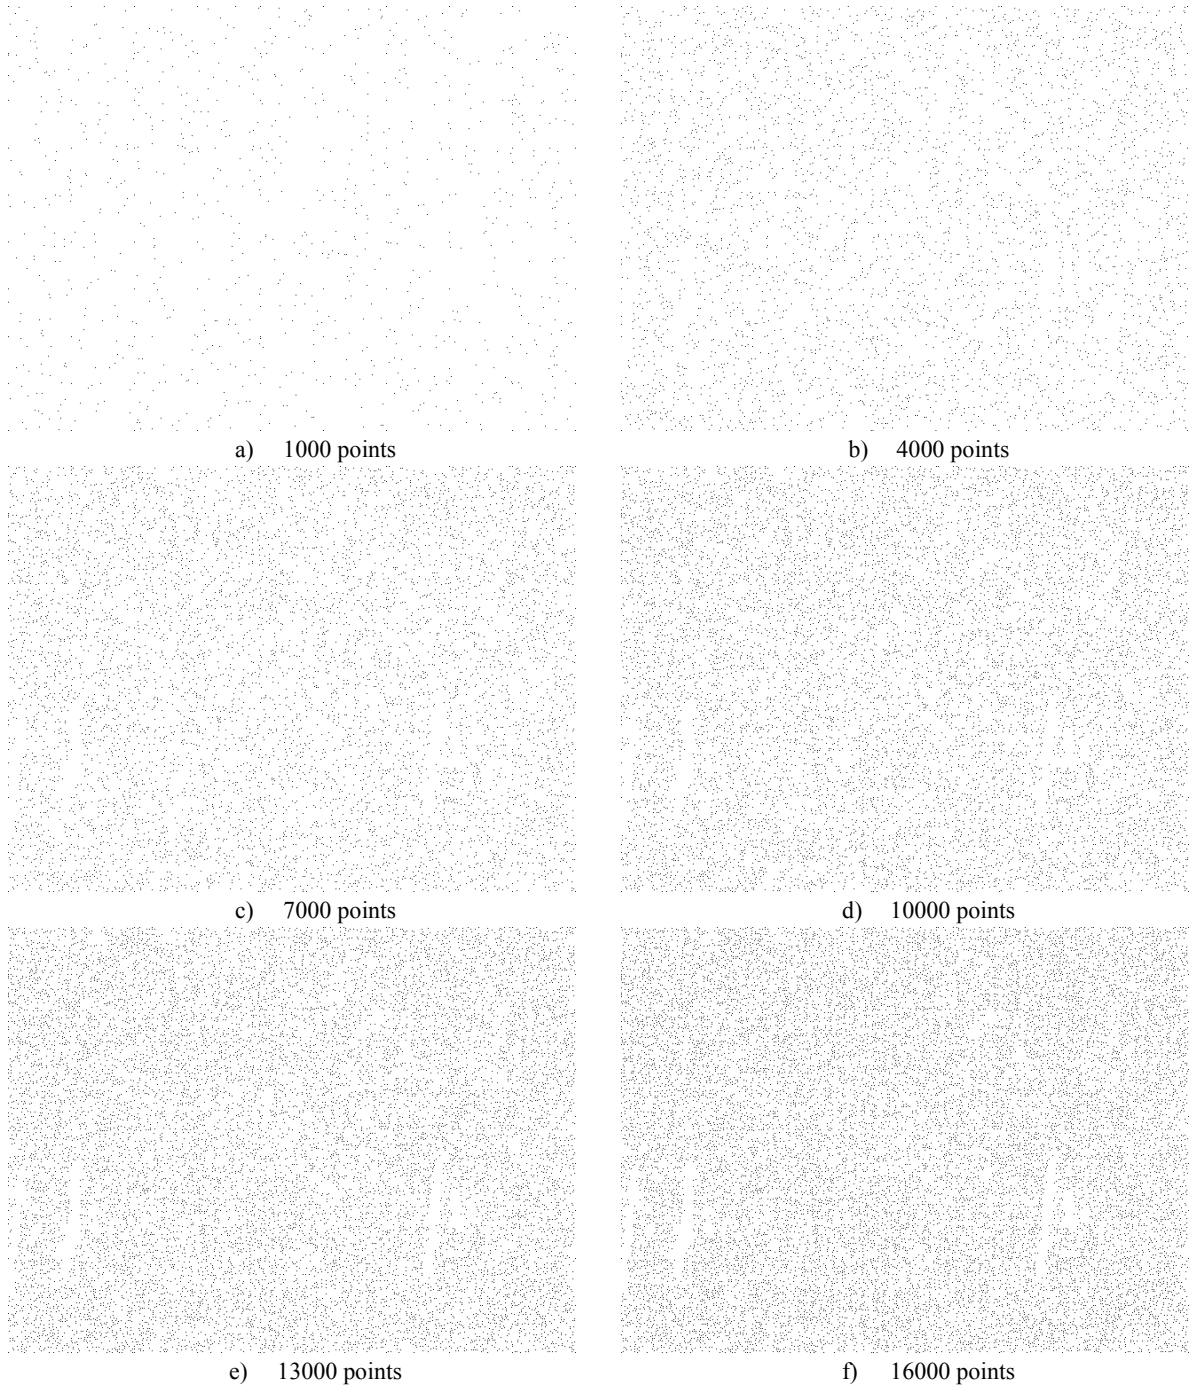 a) 1000 points
b) 4000 points
c) 7000 points
d) 10000 points
e) 13000 points
f) 16000 points